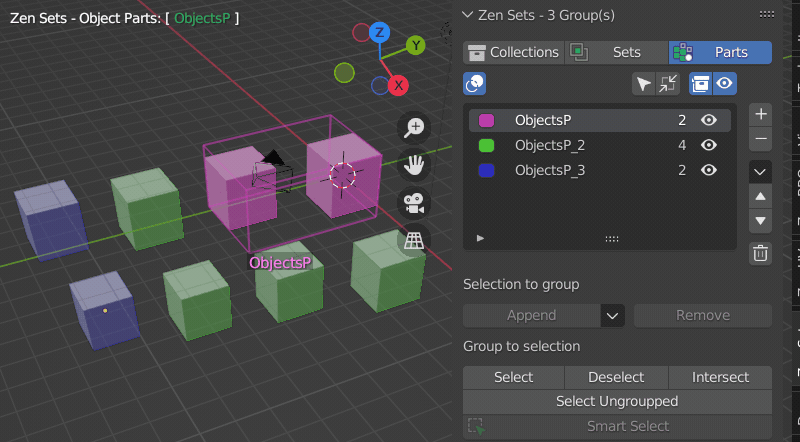 Zen Sets - Object Parts: [ ObjectsP ]
Z
Y
X
ObjectsP
Zen Sets - 3 Group(s)
Collections Sets Parts
ObjectsP 2
ObjectsP_2 4
ObjectsP_3 2
Selection to group
Append Remove
Group to selection
Select Deselect Intersect
Select Ungroupped
Smart Select